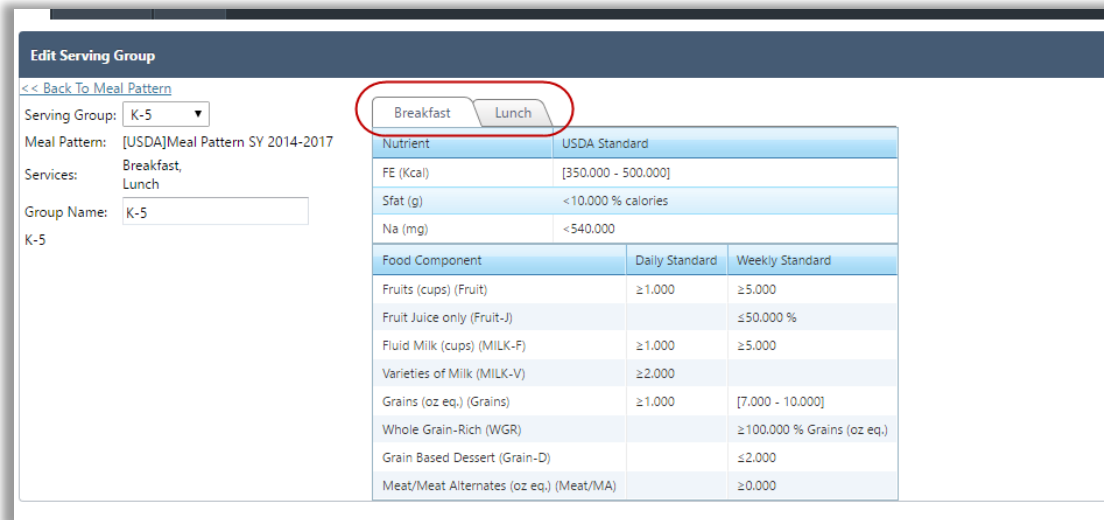 Edit Serving Group
<< Back To Meal Pattern
Serving Group: K-5
Meal Pattern: [USDA]Meal Pattern SY 2014-2017
Services: Breakfast,
Lunch
Group Name: K-5
K-5
Breakfast Lunch
Nutrient USDA Standard
FE (Kcal) [350.000 - 500.000]
Sfat (g) <10.000 % calories
Na (mg) <540.000
Food Component Daily Standard Weekly Standard
Fruits (cups) (Fruit) ≥1.000 ≥5.000
Fruit Juice only (Fruit-J) ≤50.000 %
Fluid Milk (cups) (MILK-F) ≥1.000 ≥5.000
Varieties of Milk (MILK-V) ≥2.000
Grains (oz eq.) (Grains) ≥1.000 [7.000 - 10.000]
Whole Grain-Rich (WGR) ≥100.000 % Grains (oz eq.)
Grain Based Dessert (Grain-D) ≤2.000
Meat/Meat Alternates (oz eq.) (Meat/MA) ≥0.000